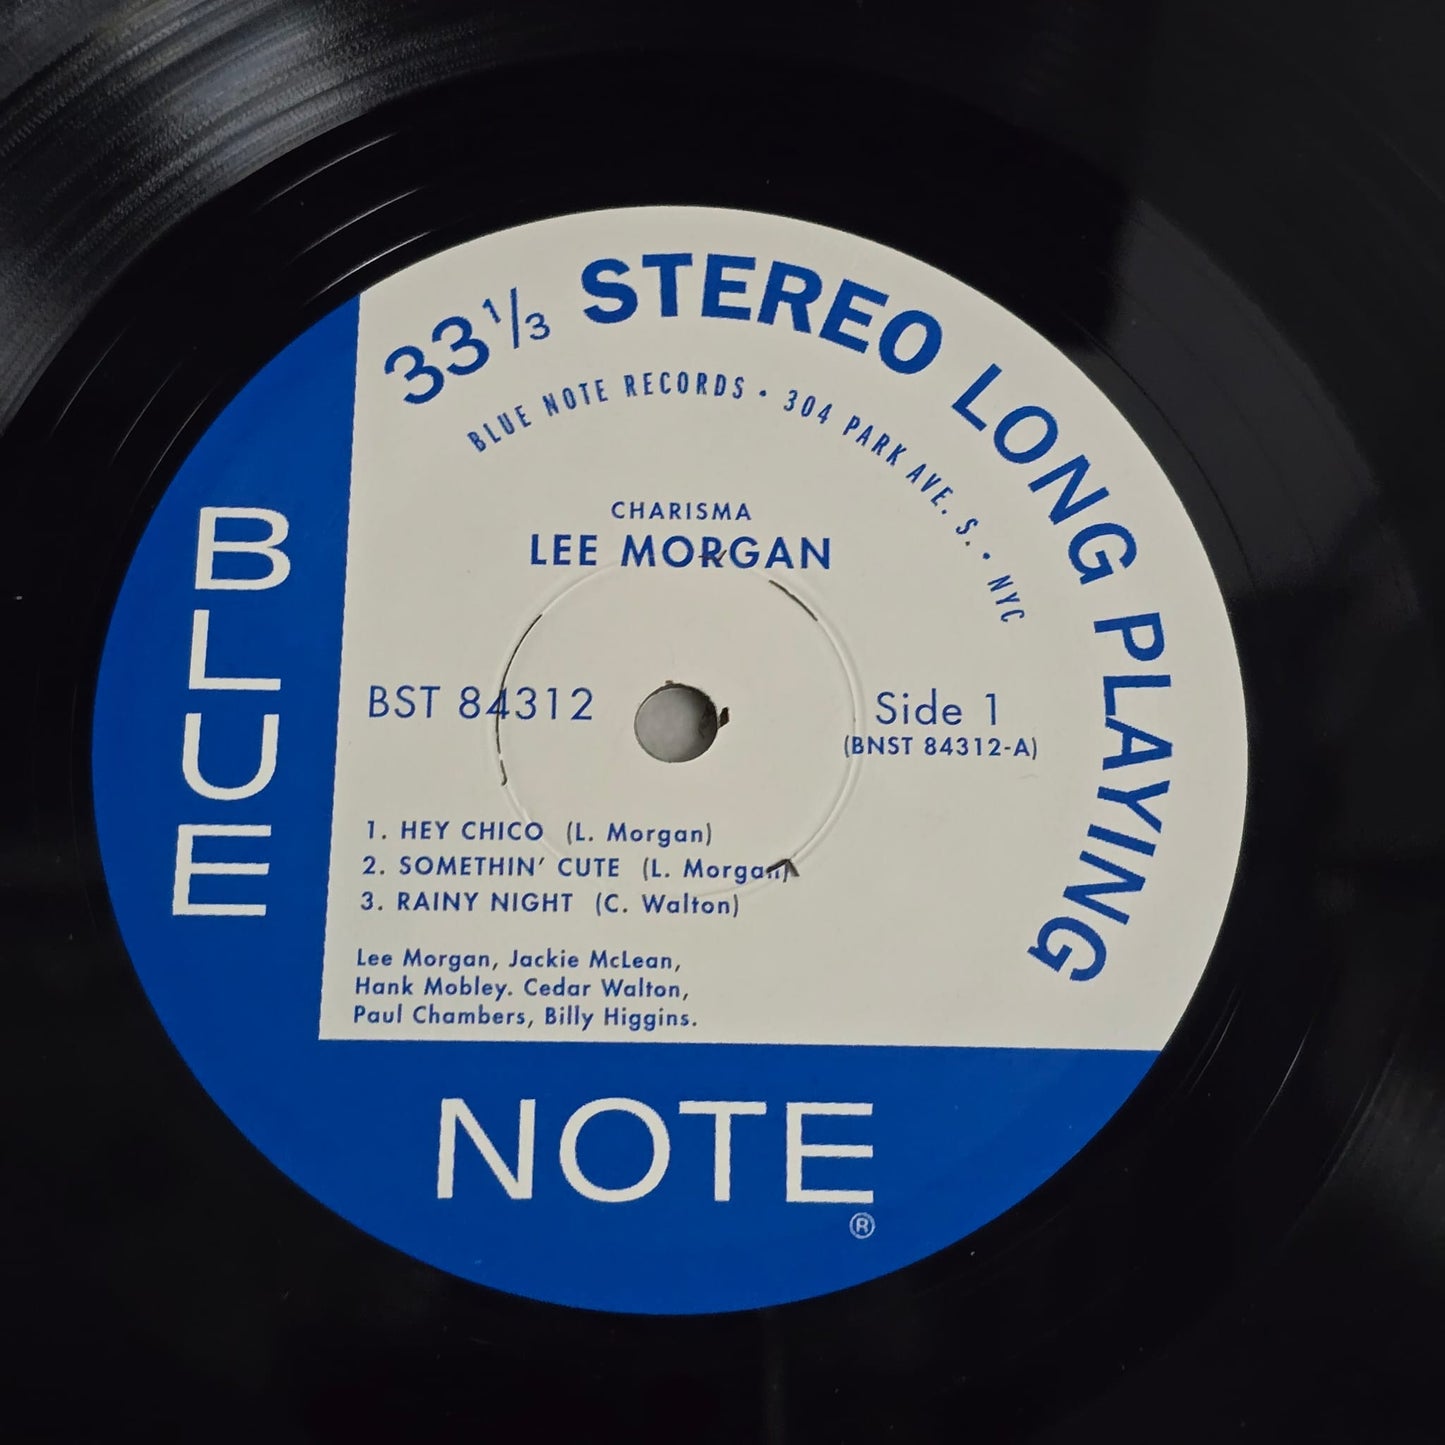 33 1/3 STEREO LONG PLAYING
BLUE NOTE RECORDS • 304 PARK AVE. S. • NYC
CHARISMA
LEE MORGAN
BST 84312
Side 1
(BNST 84312-A)
1. HEY CHICO (L. Morgan)
2. SOMETHIN' CUTE (L. Morgan)
3. RAINY NIGHT (C. Walton)
Lee Morgan, Jackie McLean,
Hank Mobley. Cedar Walton,
Paul Chambers, Billy Higgins.
BLUE
NOTE
®